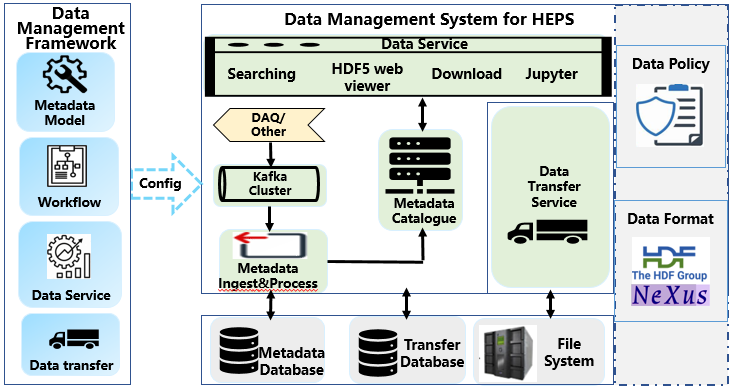 Data
Management
Framework
Metadata
Model
Workflow
Data Service
Data transfer
Config
Data Management System for HEPS
Data Service
Searching
HDF5 web
viewer
Download
Jupyter
DAQ/
Other
Kafka
Cluster
Metadata
Ingest&Process
Metadata
Catalogue
Data
Transfer
Service
Metadata
Database
Transfer
Database
File
System
Data Policy
Data Format
HDF
The HDF Group
NeXus